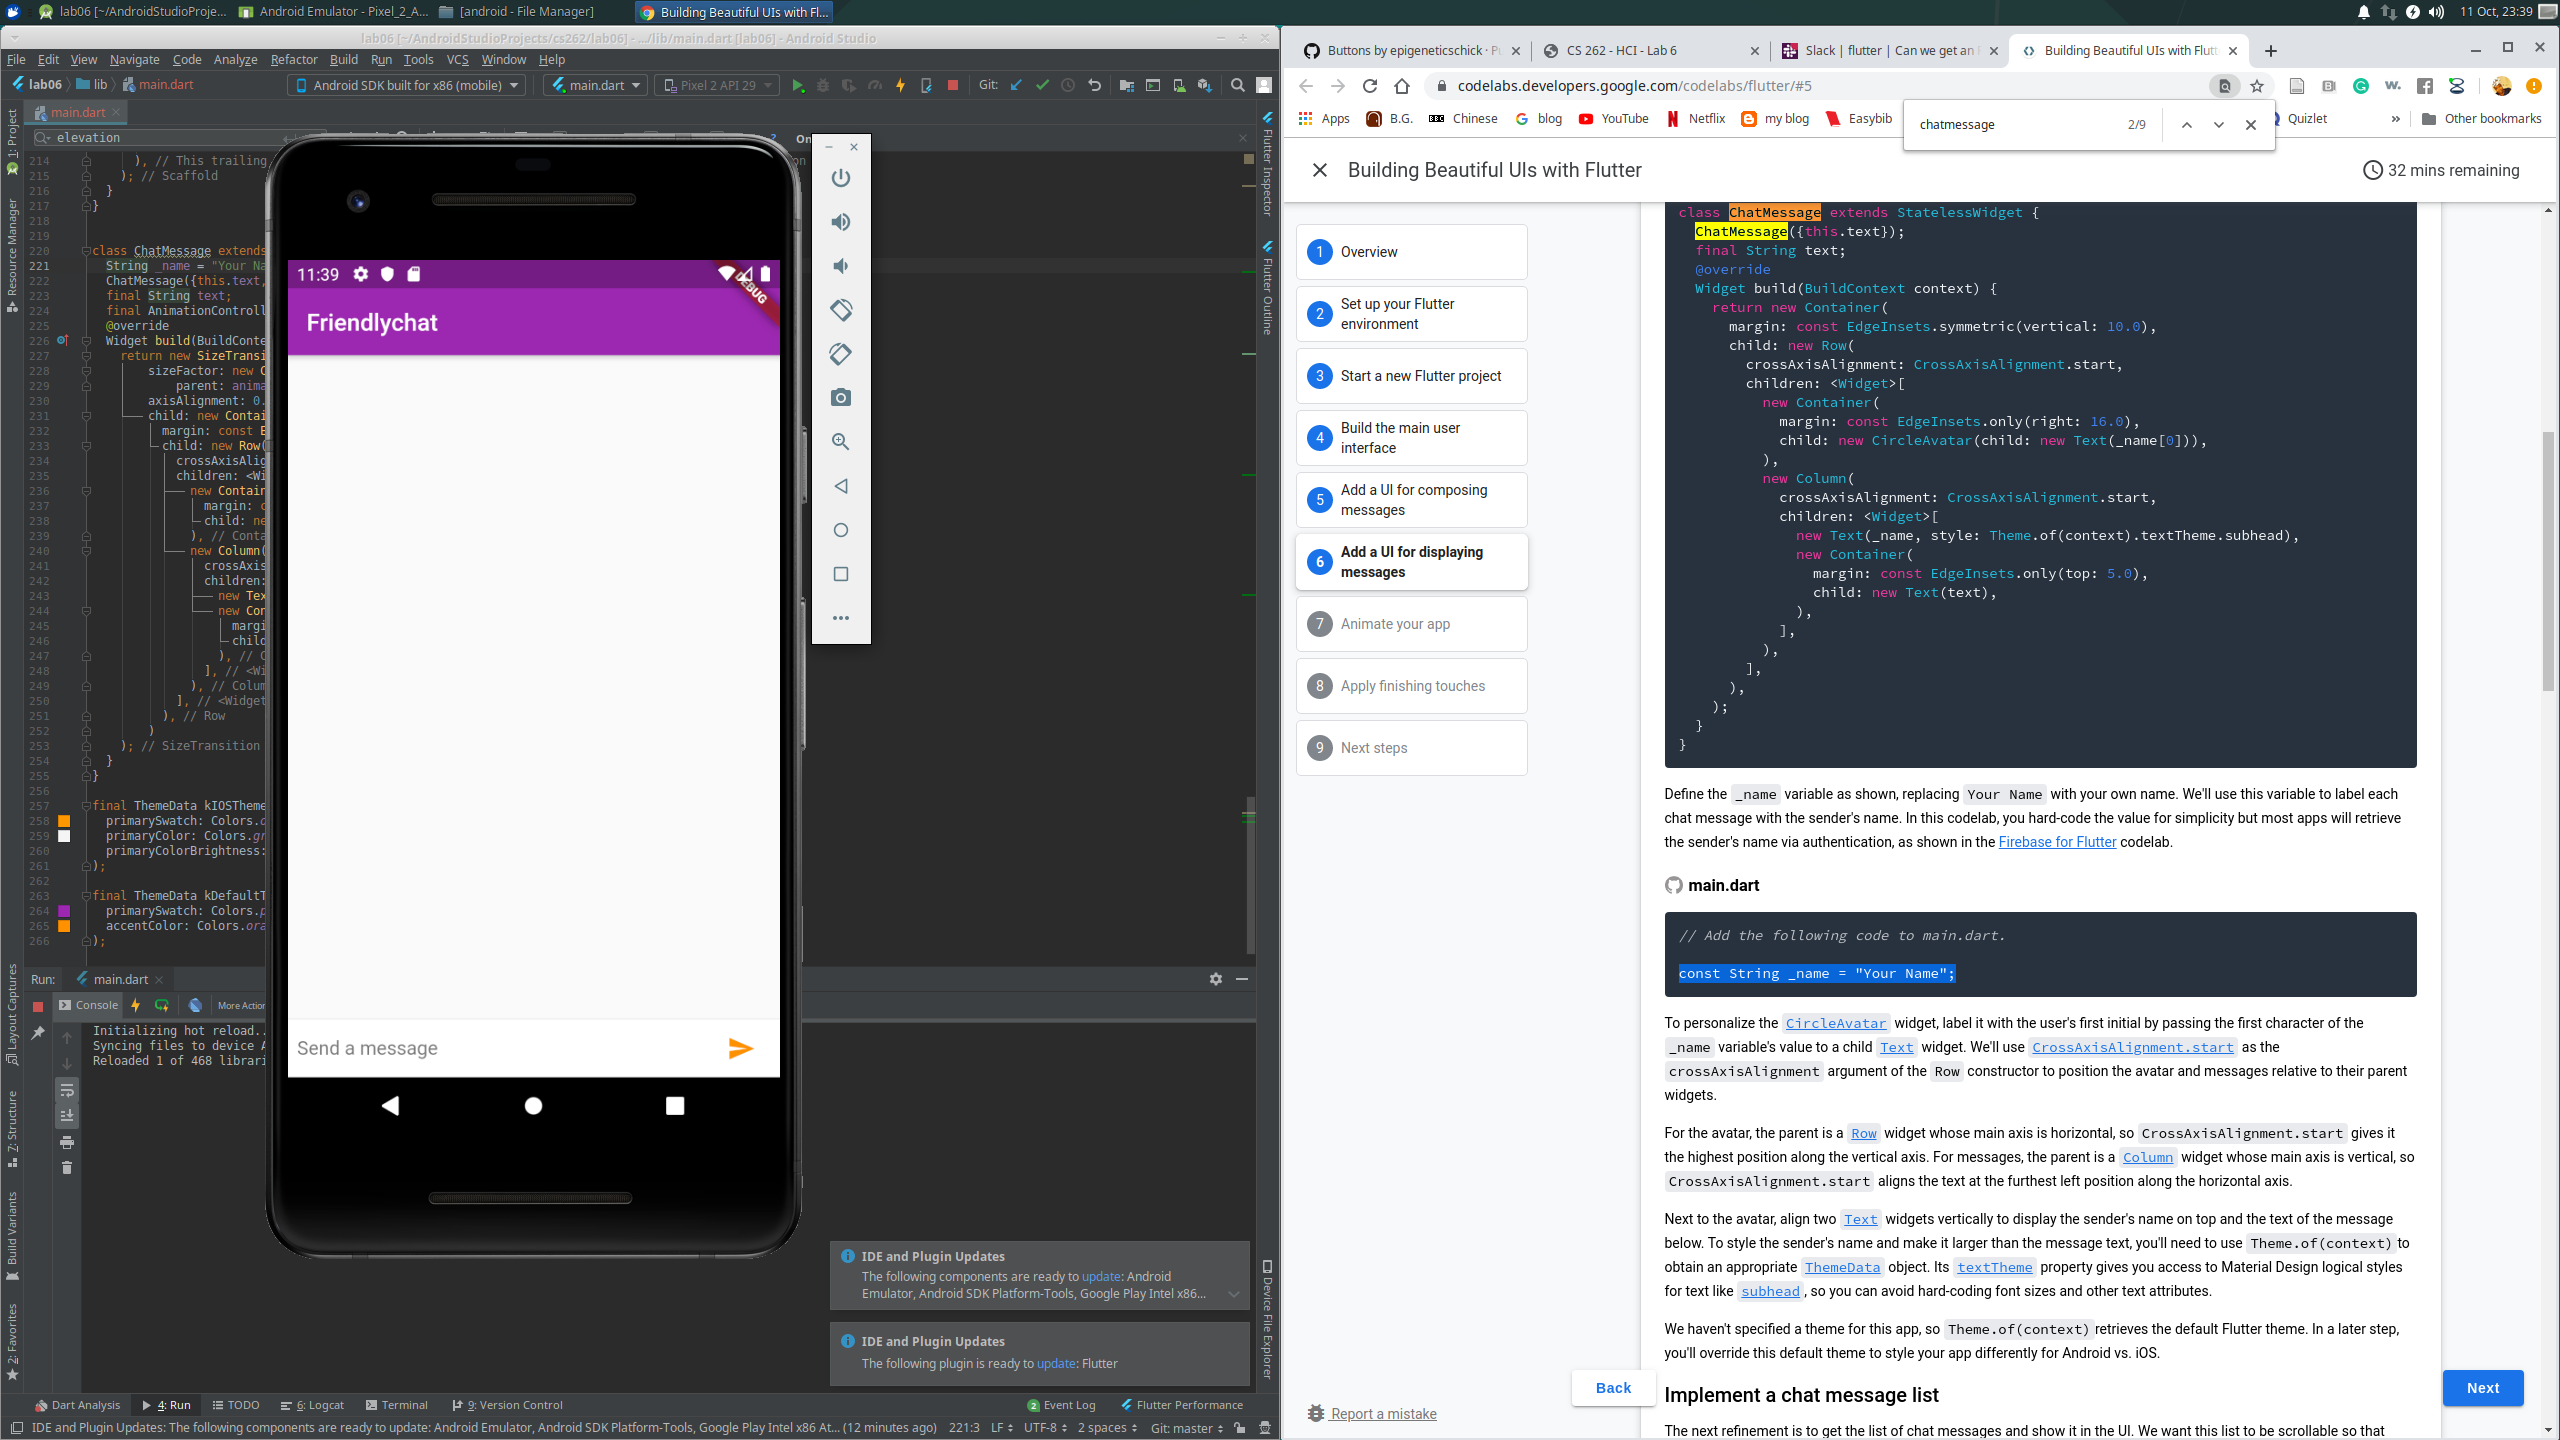 lab06 [~/AndroidStudioProje...
Android Emulator - Pixel_2_A...
[android - File Manager]
Building Beautiful UIs with Fl...
11 Oct, 23:39
lab06 [~/AndroidStudioProjects/cs262/lab06] - .../lib/main.dart [lab06] - Android Studio
File Edit View Navigate Code Analyze Refactor Build Run Tools VCS Window Help
lab06 lib main.dart
Android SDK built for x86 (mobile)
main.dart
Pixel 2 API 29
Git:
main.dart
elevation
214 ), // This trailing
215 ); // Scaffold
216 }
217 }
218
219
220 class ChatMessage extends
221 String _name = "Your Na
222 ChatMessage({this.text,
223 final String text;
224 final AnimationControll
225 @override
226 Widget build(BuildConte
227 return new SizeTransi
228 sizeFactor: new C
229 parent: anima
230 axisAlignment: 0.
231 child: new Contai
232 margin: const E
233 child: new Row(
234 crossAxisAlig
235 children: <Wi
236 new Contain
237 margin: c
238 child: ne
239 ), // Conta
240 new Column(
241 crossAxis
242 children:
243 new Tex
244 new Con
245 margi
246 child
247 ), // C
248 ], // <Wi
249 ), // Colum
250 ], // <Widget
251 ), // Row
252 )
253 ); // SizeTransition
254 }
255 }
256
257 final ThemeData kIOSTheme
258 primarySwatch: Colors.o
259 primaryColor: Colors.gr
260 primaryColorBrightness:
261 );
262
263 final ThemeData kDefaultT
264 primarySwatch: Colors.p
265 accentColor: Colors.ora
266 );
1: Project
Resource Manager
Layout Captures
7: Structure
Build Variants
2: Favorites
Flutter Inspector
Flutter Outline
Device File Explorer
11:39
DEBUG
Friendlychat
Send a message
Run: main.dart
Console
More Action
Initializing hot reload..
Syncing files to device A
Reloaded 1 of 468 librari
IDE and Plugin Updates
The following components are ready to update: Android
Emulator, Android SDK Platform-Tools, Google Play Intel x86...
IDE and Plugin Updates
The following plugin is ready to update: Flutter
Dart Analysis 4: Run TODO 6: Logcat Terminal 9: Version Control
2 Event Log Flutter Performance
IDE and Plugin Updates: The following components are ready to update: Android Emulator, Android SDK Platform-Tools, Google Play Intel x86 At... (12 minutes ago)
221:3 LF UTF-8 2 spaces Git: master
Buttons by epigeneticschick · Pu
CS 262 - HCI - Lab 6
Slack | flutter | Can we get an
Building Beautiful UIs with Flutt
codelabs.developers.google.com/codelabs/flutter/#5
Apps B.G. Chinese blog YouTube Netflix my blog Easybib
Quizlet » Other bookmarks
chatmessage 2/9
Building Beautiful UIs with Flutter
32 mins remaining
1 Overview
2 Set up your Flutter
environment
3 Start a new Flutter project
4 Build the main user
interface
5 Add a UI for composing
messages
6 Add a UI for displaying
messages
7 Animate your app
8 Apply finishing touches
9 Next steps
Report a mistake
class ChatMessage extends StatelessWidget {
ChatMessage({this.text});
final String text;
@override
Widget build(BuildContext context) {
return new Container(
margin: const EdgeInsets.symmetric(vertical: 10.0),
child: new Row(
crossAxisAlignment: CrossAxisAlignment.start,
children: <Widget>[
new Container(
margin: const EdgeInsets.only(right: 16.0),
child: new CircleAvatar(child: new Text(_name[0])),
),
new Column(
crossAxisAlignment: CrossAxisAlignment.start,
children: <Widget>[
new Text(_name, style: Theme.of(context).textTheme.subhead),
new Container(
margin: const EdgeInsets.only(top: 5.0),
child: new Text(text),
),
],
),
],
),
);
}
}
Define the _name variable as shown, replacing Your Name with your own name. We'll use this variable to label each
chat message with the sender's name. In this codelab, you hard-code the value for simplicity but most apps will retrieve
the sender's name via authentication, as shown in the Firebase for Flutter codelab.
main.dart
// Add the following code to main.dart.
const String _name = "Your Name";
To personalize the CircleAvatar widget, label it with the user's first initial by passing the first character of the
_name variable's value to a child Text widget. We'll use CrossAxisAlignment.start as the
crossAxisAlignment argument of the Row constructor to position the avatar and messages relative to their parent
widgets.
For the avatar, the parent is a Row widget whose main axis is horizontal, so CrossAxisAlignment.start gives it
the highest position along the vertical axis. For messages, the parent is a Column widget whose main axis is vertical, so
CrossAxisAlignment.start aligns the text at the furthest left position along the horizontal axis.
Next to the avatar, align two Text widgets vertically to display the sender's name on top and the text of the message
below. To style the sender's name and make it larger than the message text, you'll need to use Theme.of(context) to
obtain an appropriate ThemeData object. Its textTheme property gives you access to Material Design logical styles
for text like subhead, so you can avoid hard-coding font sizes and other text attributes.
We haven't specified a theme for this app, so Theme.of(context) retrieves the default Flutter theme. In a later step,
you'll override this default theme to style your app differently for Android vs. iOS.
Back
Next
Implement a chat message list
The next refinement is to get the list of chat messages and show it in the UI. We want this list to be scrollable so that